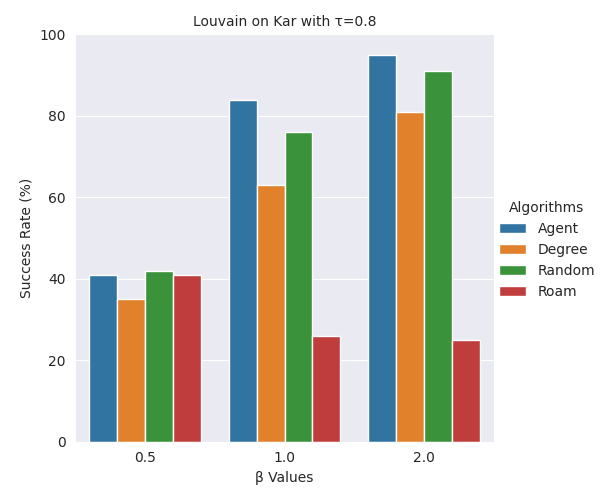 Louvain on Kar with τ=0.8
100
80
60
40
20
0
Success Rate (%)
0.5
1.0
2.0
β Values
Algorithms
Agent
Degree
Random
Roam